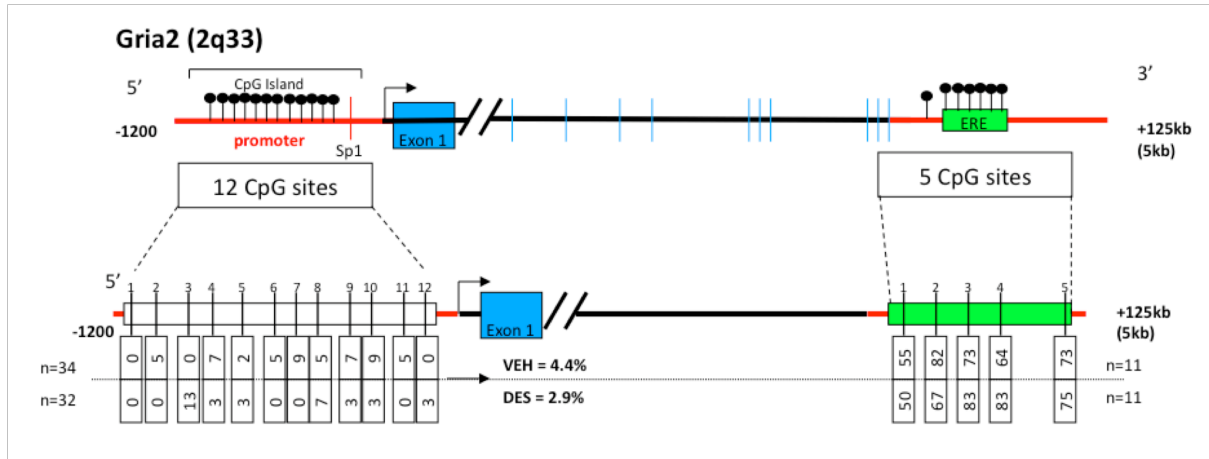 Gria2 (2q33)
5’ CpG Island 3’
-1200 promoter Sp1 Exon 1 ERE +125kb
(5kb)
12 CpG sites 5 CpG sites
5’
1 2 3 4 5 6 7 8 9 10 11 12 1 2 3 4 5
-1200 Exon 1 +125kb
(5kb)
n=34 0 5 0 7 2 5 9 5 7 9 5 0 VEH = 4.4% 55 82 73 64 73 n=11
n=32 0 0 13 3 3 0 0 7 3 3 0 3 DES = 2.9% 50 67 83 83 75 n=11